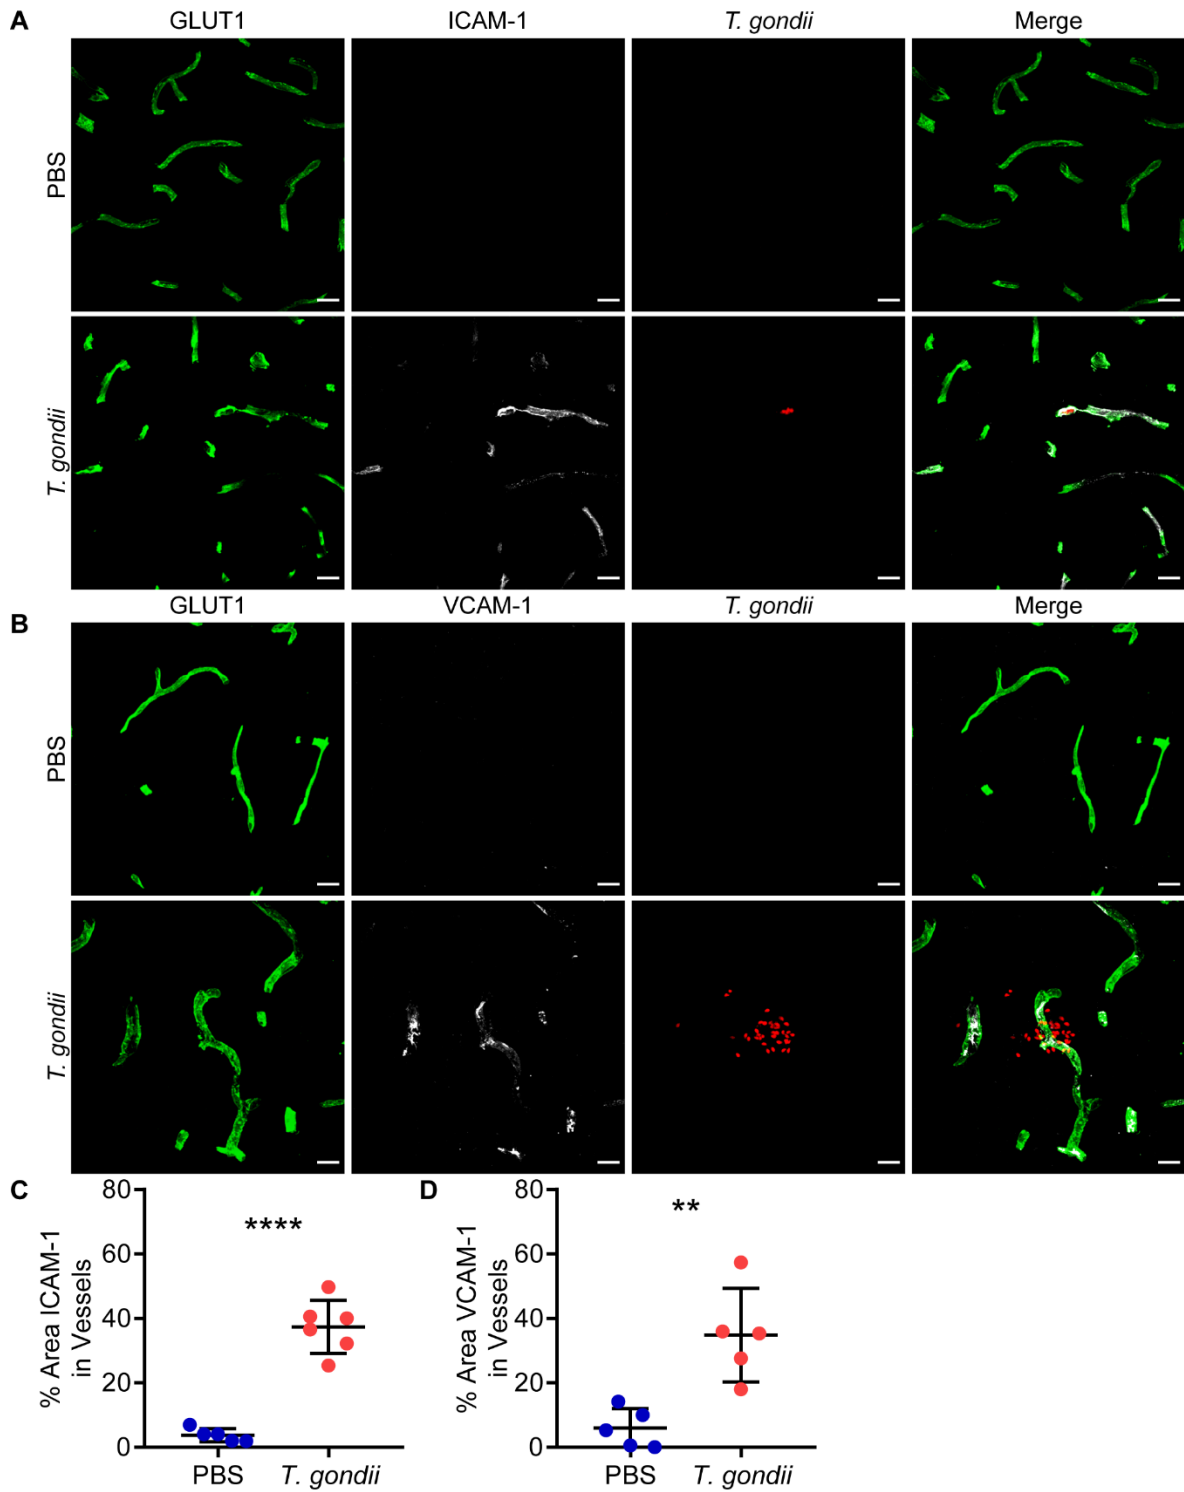 A
GLUT1 ICAM-1 T. gondii Merge
PBS
T. gondii
B
GLUT1 VCAM-1 T. gondii Merge
PBS
T. gondii
C
% Area ICAM-1
in Vessels
80
60
40
20
0
****
PBS T. gondii
D
% Area VCAM-1
in Vessels
80
60
40
20
0
**
PBS T. gondii